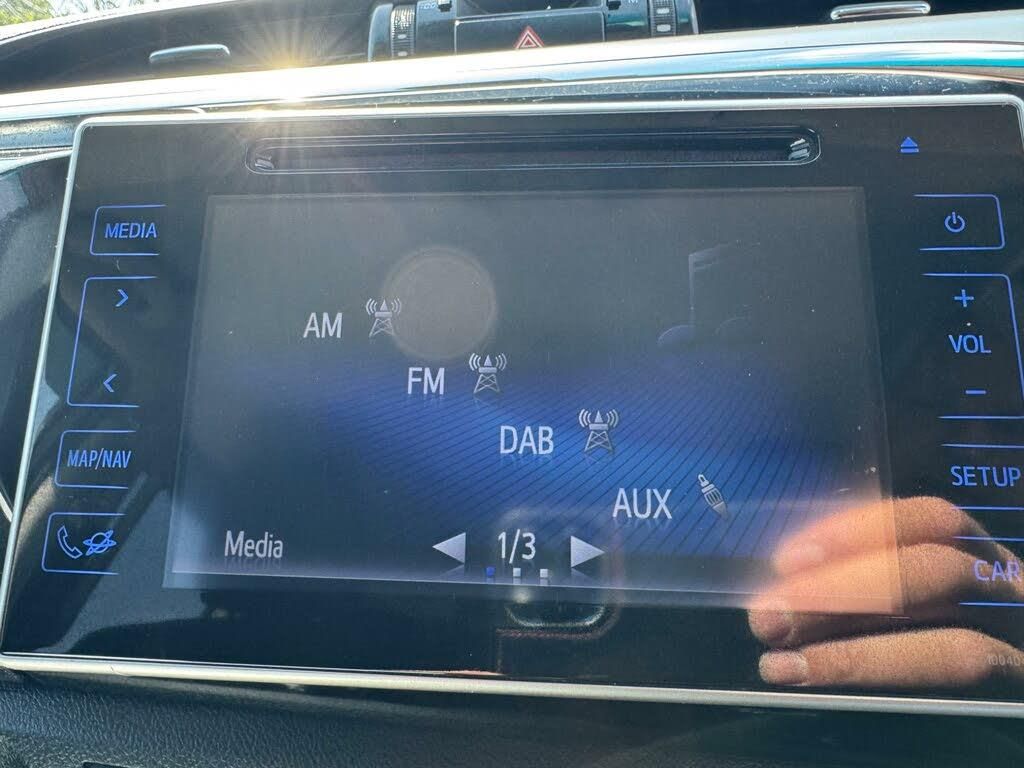 MEDIA
AM
FM
VOL
DAB
MAP/NAV
SETUP
AUX
Media
1/3
CAR